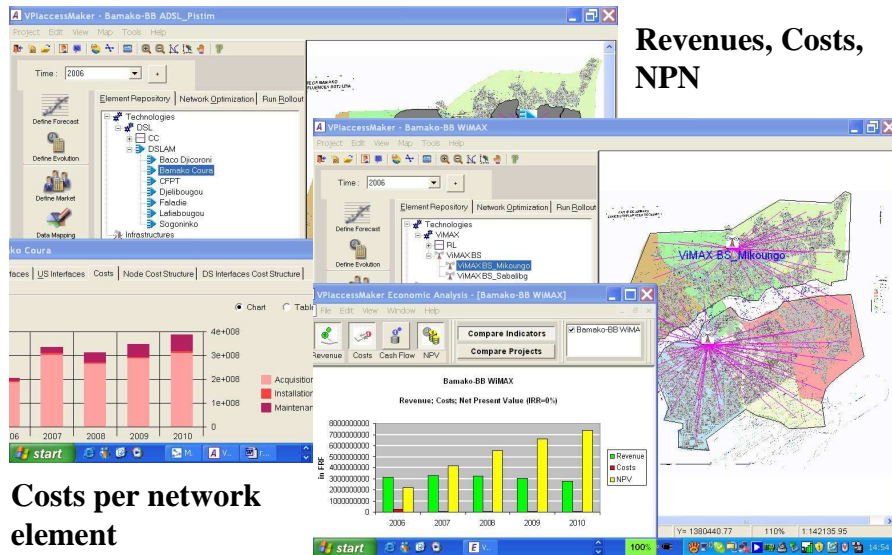 VPIaccessMaker - Bamako-BB ADSL_Pistim
Project Edit View Map Tools Help
Time : 2006 +
Define Forecast
Define Evolution
Define Market
Data Mapping
Element Repository Network Optimization Run Rollout
Technologies
DSL
CC
DSLAM
Baco Djicoroni
Bamako Coura
CFPT
Djelibougou
Faladie
Lafiabougou
Sogoninko
Infrastructures
Revenues, Costs,
NPN
VPIaccessMaker - Bamako-BB WiMAX
Project Edit View Map Tools Help
Time : 2006 +
Define Forecast
Define Evolution
Define Market
Element Repository Network Optimization Run Rollout
Technologies
WiMAX
RL
WiMAX BS
WiMAX BS_Mikoungo
WiMAX BS_Sabalibg
WiMAX BS_Mikoungo
ko Coura
faces US Interfaces Costs Node Cost Structure DS Interfaces Cost Structure
Chart Table
4e+008
3e+008
2e+008
1e+008
0
06 2007 2008 2009 2010
Acquisition
Installation
Maintenan
start M. V.. r...
VPIaccessMaker Economic Analysis - [Bamako-BB WiMAX]
File Edit View Window Help
Revenue Costs Cash Flow NPV
Compare Indicators
Compare Projects
Bamako-BB WiMA
Bamako-BB WiMAX
Revenue; Costs; Net Present Value (IRR=0%)
in FRF
8000000000
7000000000
6000000000
5000000000
4000000000
3000000000
2000000000
1000000000
0
2006 2007 2008 2009 2010
Revenue
Costs
NPV
Y= 1380440.77 110% 1:142135.95
start V.. 100% 14:54
Costs per network
element